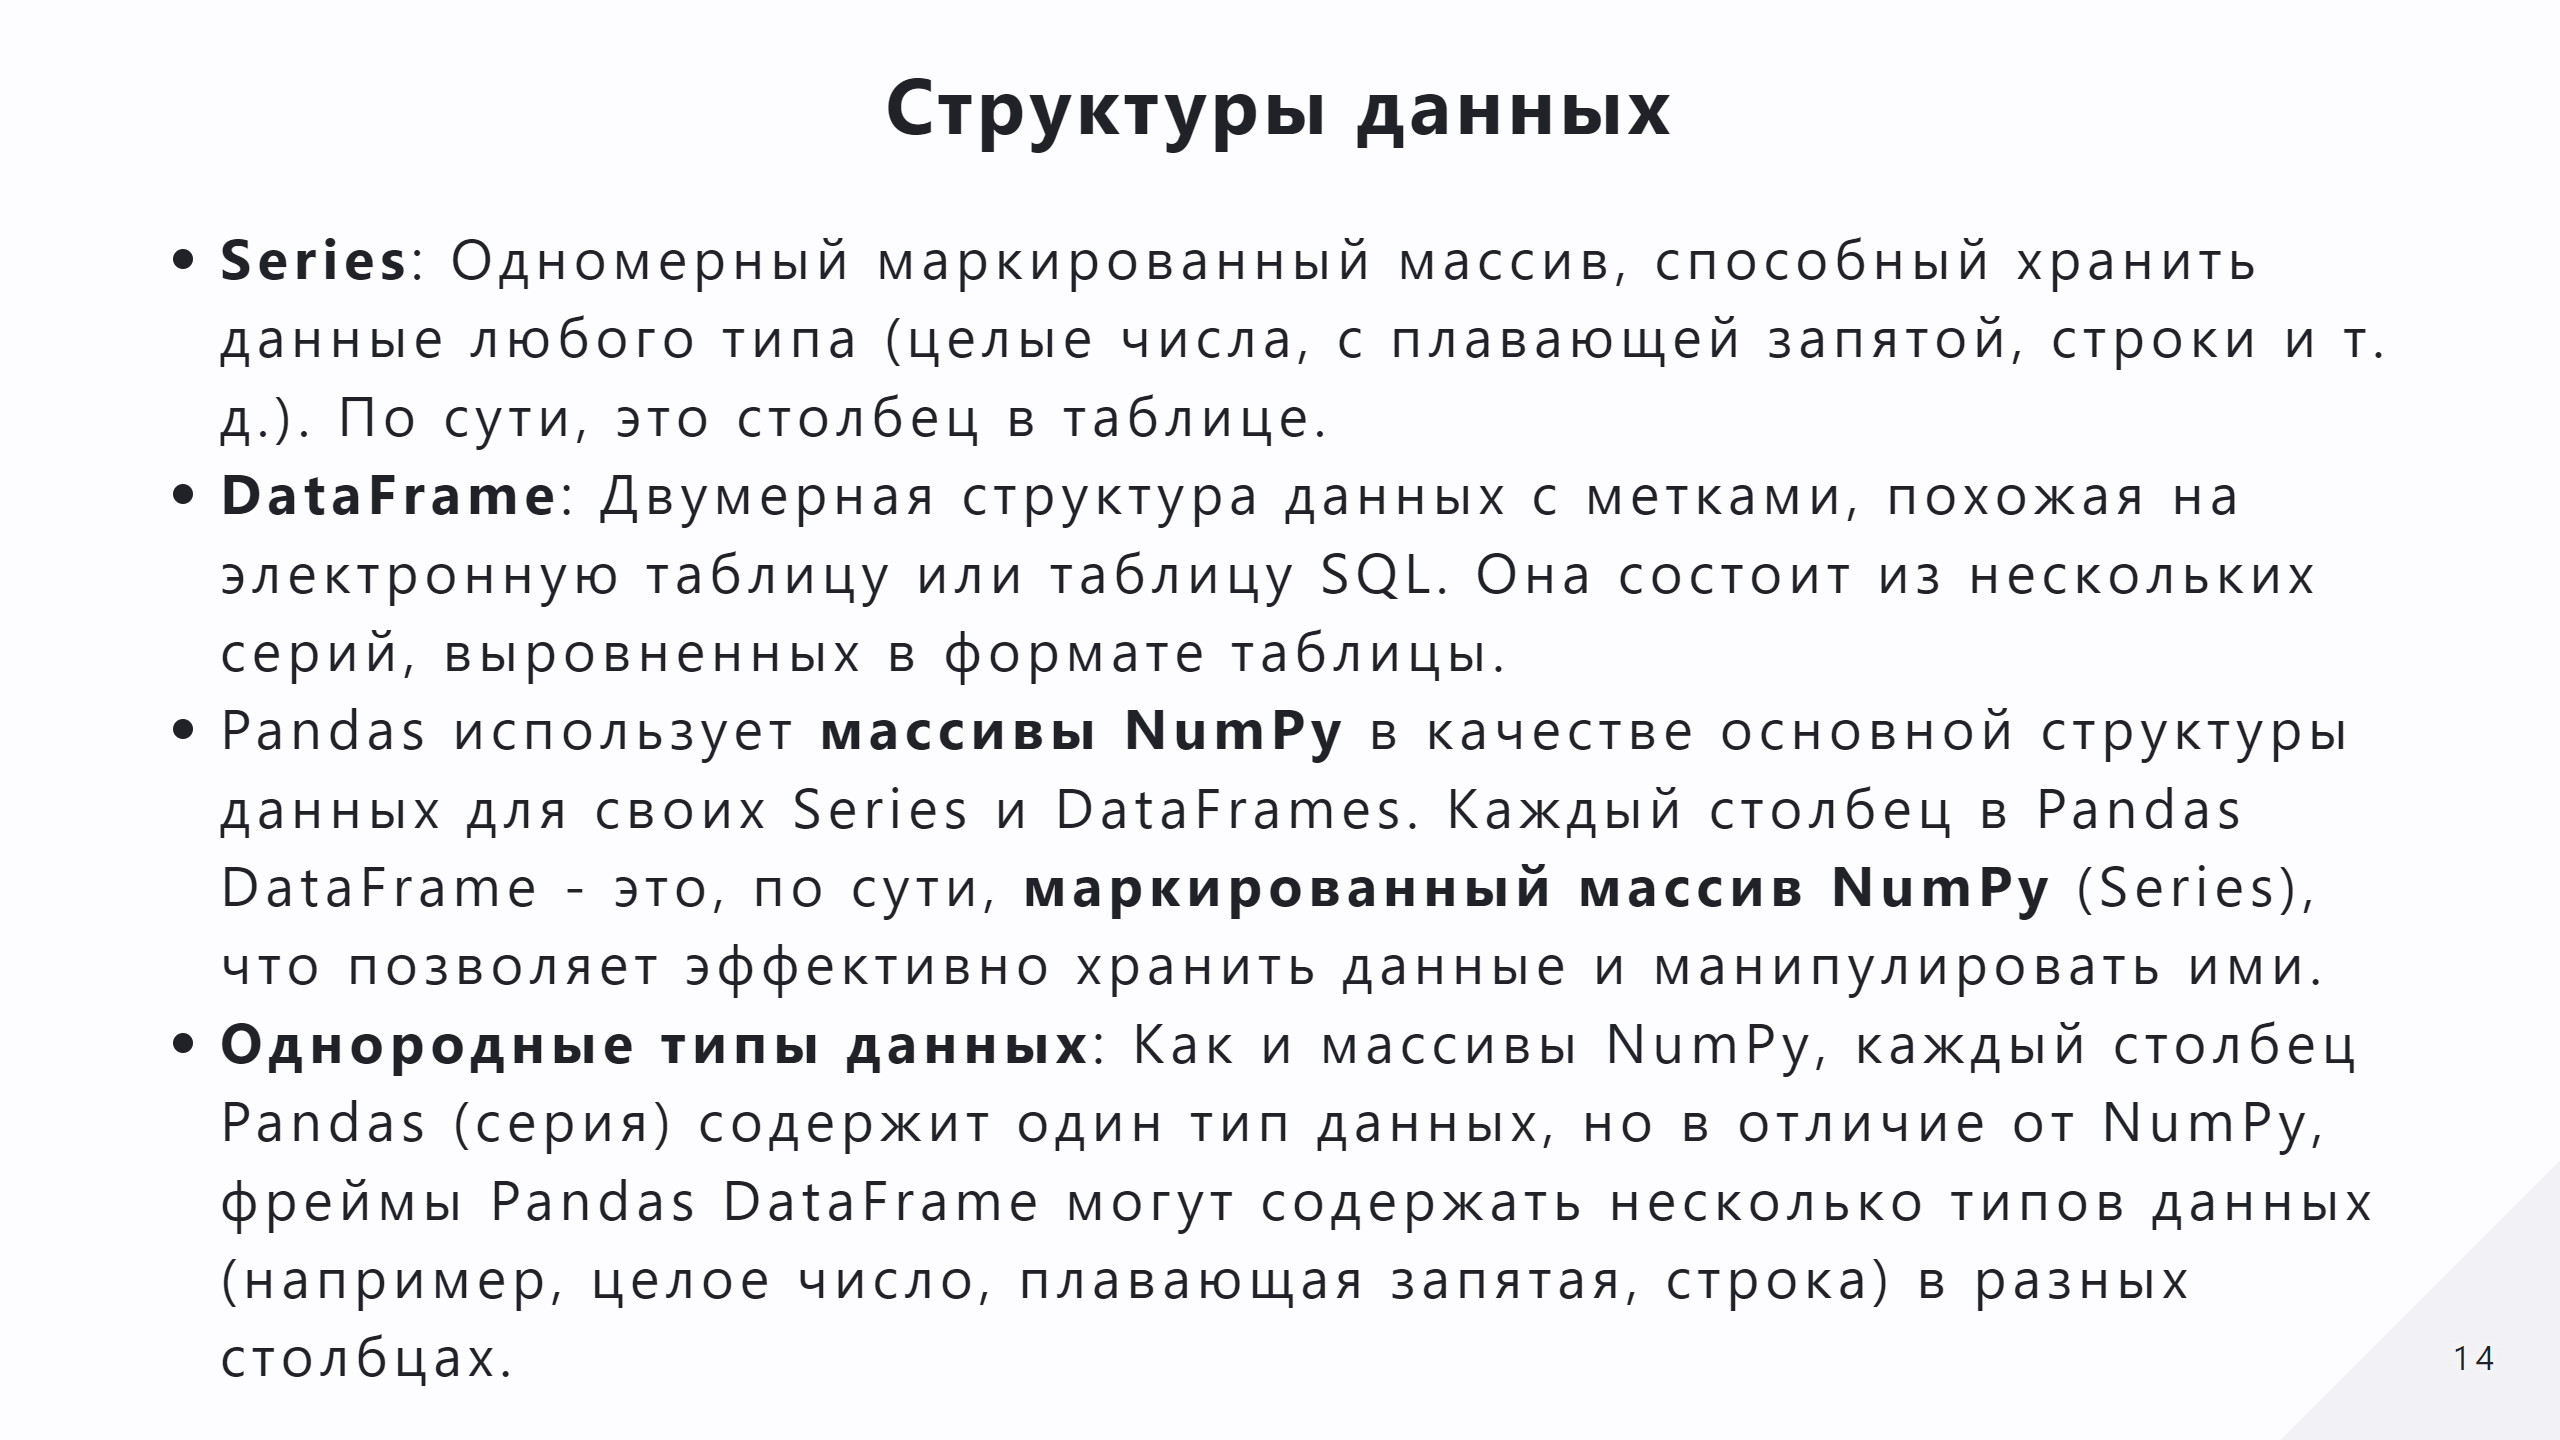 Структуры данных
• Series: Одномерный маркированный массив, способный хранить
данные любого типа (целые числа, с плавающей запятой, строки и т.
д.). По сути, это столбец в таблице.
• DataFrame: Двумерная структура данных с метками, похожая на
электронную таблицу или таблицу SQL. Она состоит из нескольких
серий, выровненных в формате таблицы.
• Pandas использует массивы NumPy в качестве основной структуры
данных для своих Series и DataFrames. Каждый столбец в Pandas
DataFrame - это, по сути, маркированный массив NumPy (Series),
что позволяет эффективно хранить данные и манипулировать ими.
• Однородные типы данных: Как и массивы NumPy, каждый столбец
Pandas (серия) содержит один тип данных, но в отличие от NumPy,
фреймы Pandas DataFrame могут содержать несколько типов данных
(например, целое число, плавающая запятая, строка) в разных
столбцах.
14